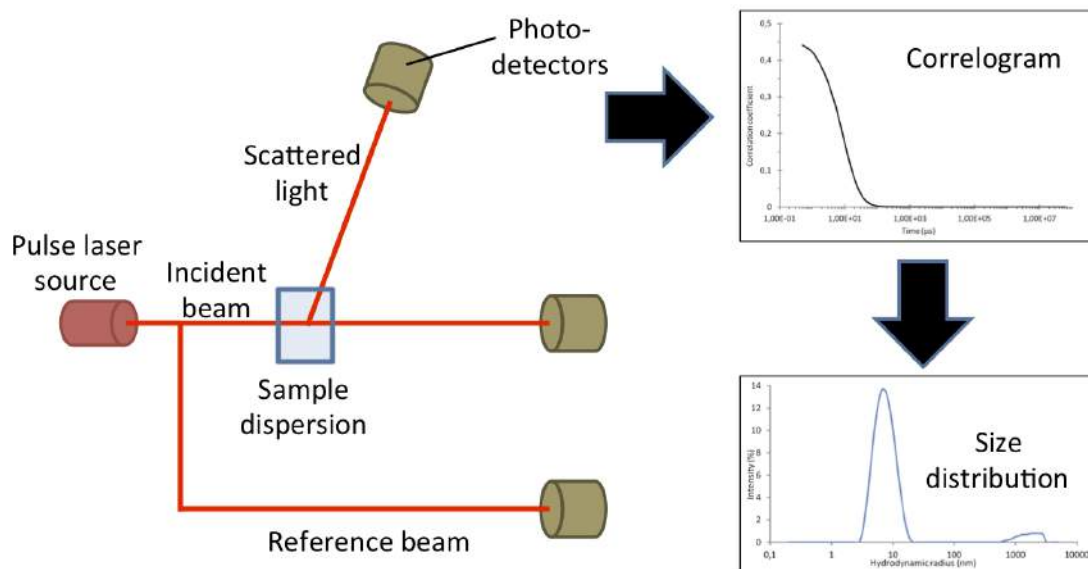 Photo-
detectors
Scattered
light
Pulse laser
source
Incident
beam
Sample
dispersion
Reference beam
Correlogram
Correlation coefficient
0,5
0,4
0,3
0,2
0,1
0
1,00E-01 1,00E+01 1,00E+03 1,00E+05 1,00E+07
Time (µs)
Size
distribution
Intensity (%)
14
12
10
8
6
4
2
0
0,1 1 10 100 1000 10000
Hydrodynamic radius (nm)